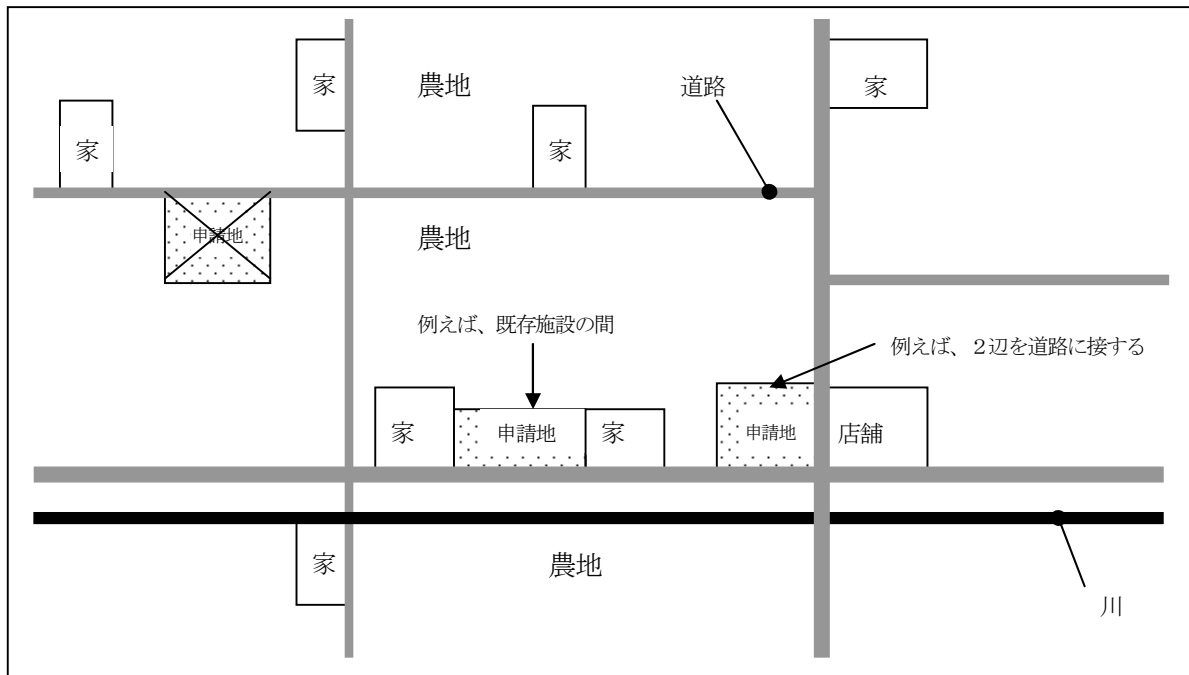 家
農地
道路
家
家
家
申請地
農地
例えば、既存施設の間
例えば、２辺を道路に接する
家
申請地
家
申請地
店舗
家
農地
川